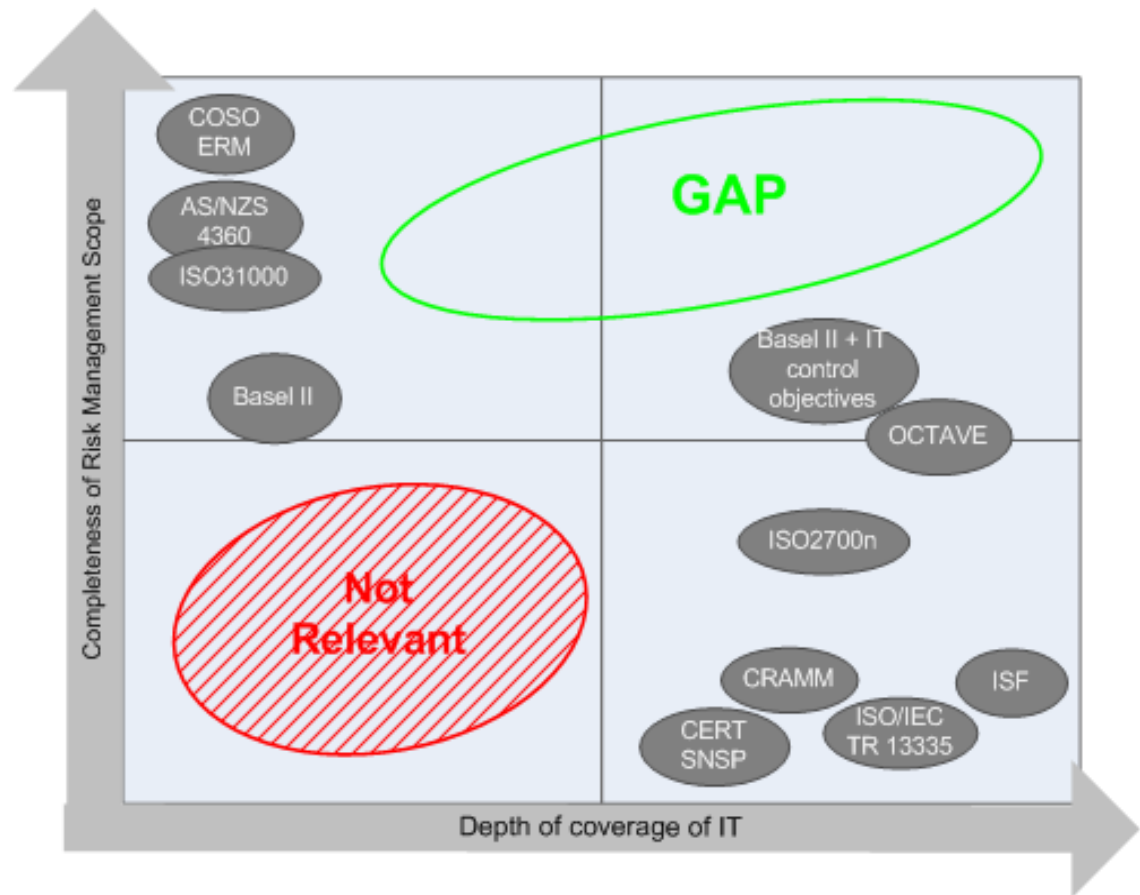 Completeness of Risk Management Scope
COSO
ERM
AS/NZS
4360
ISO31000
Basel II
GAP
Basel II + IT
control
objectives
OCTAVE
Not
Relevant
ISO2700n
CRAMM
ISF
CERT
SNSP
ISO/IEC
TR 13335
Depth of coverage of IT